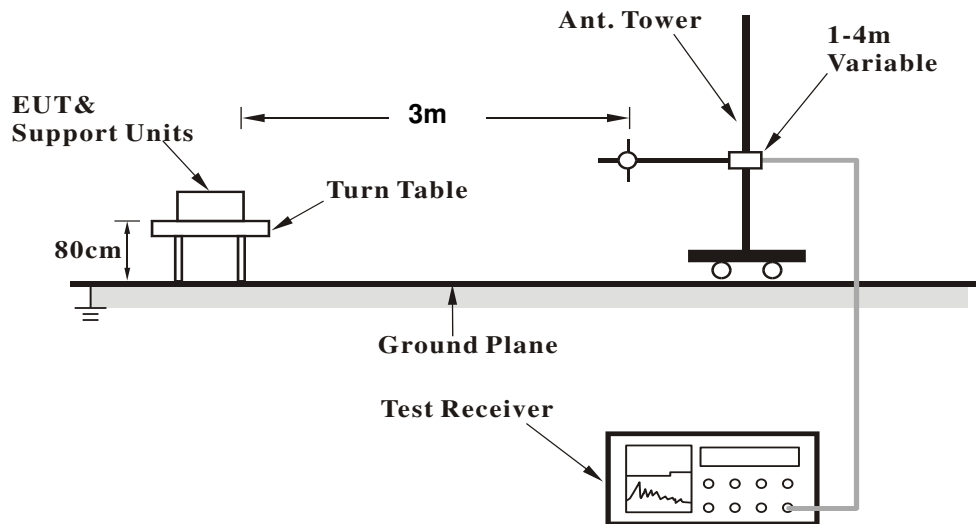 Ant. Tower
1-4m
Variable
EUT&
Support Units
3m
Turn Table
80cm
Ground Plane
Test Receiver